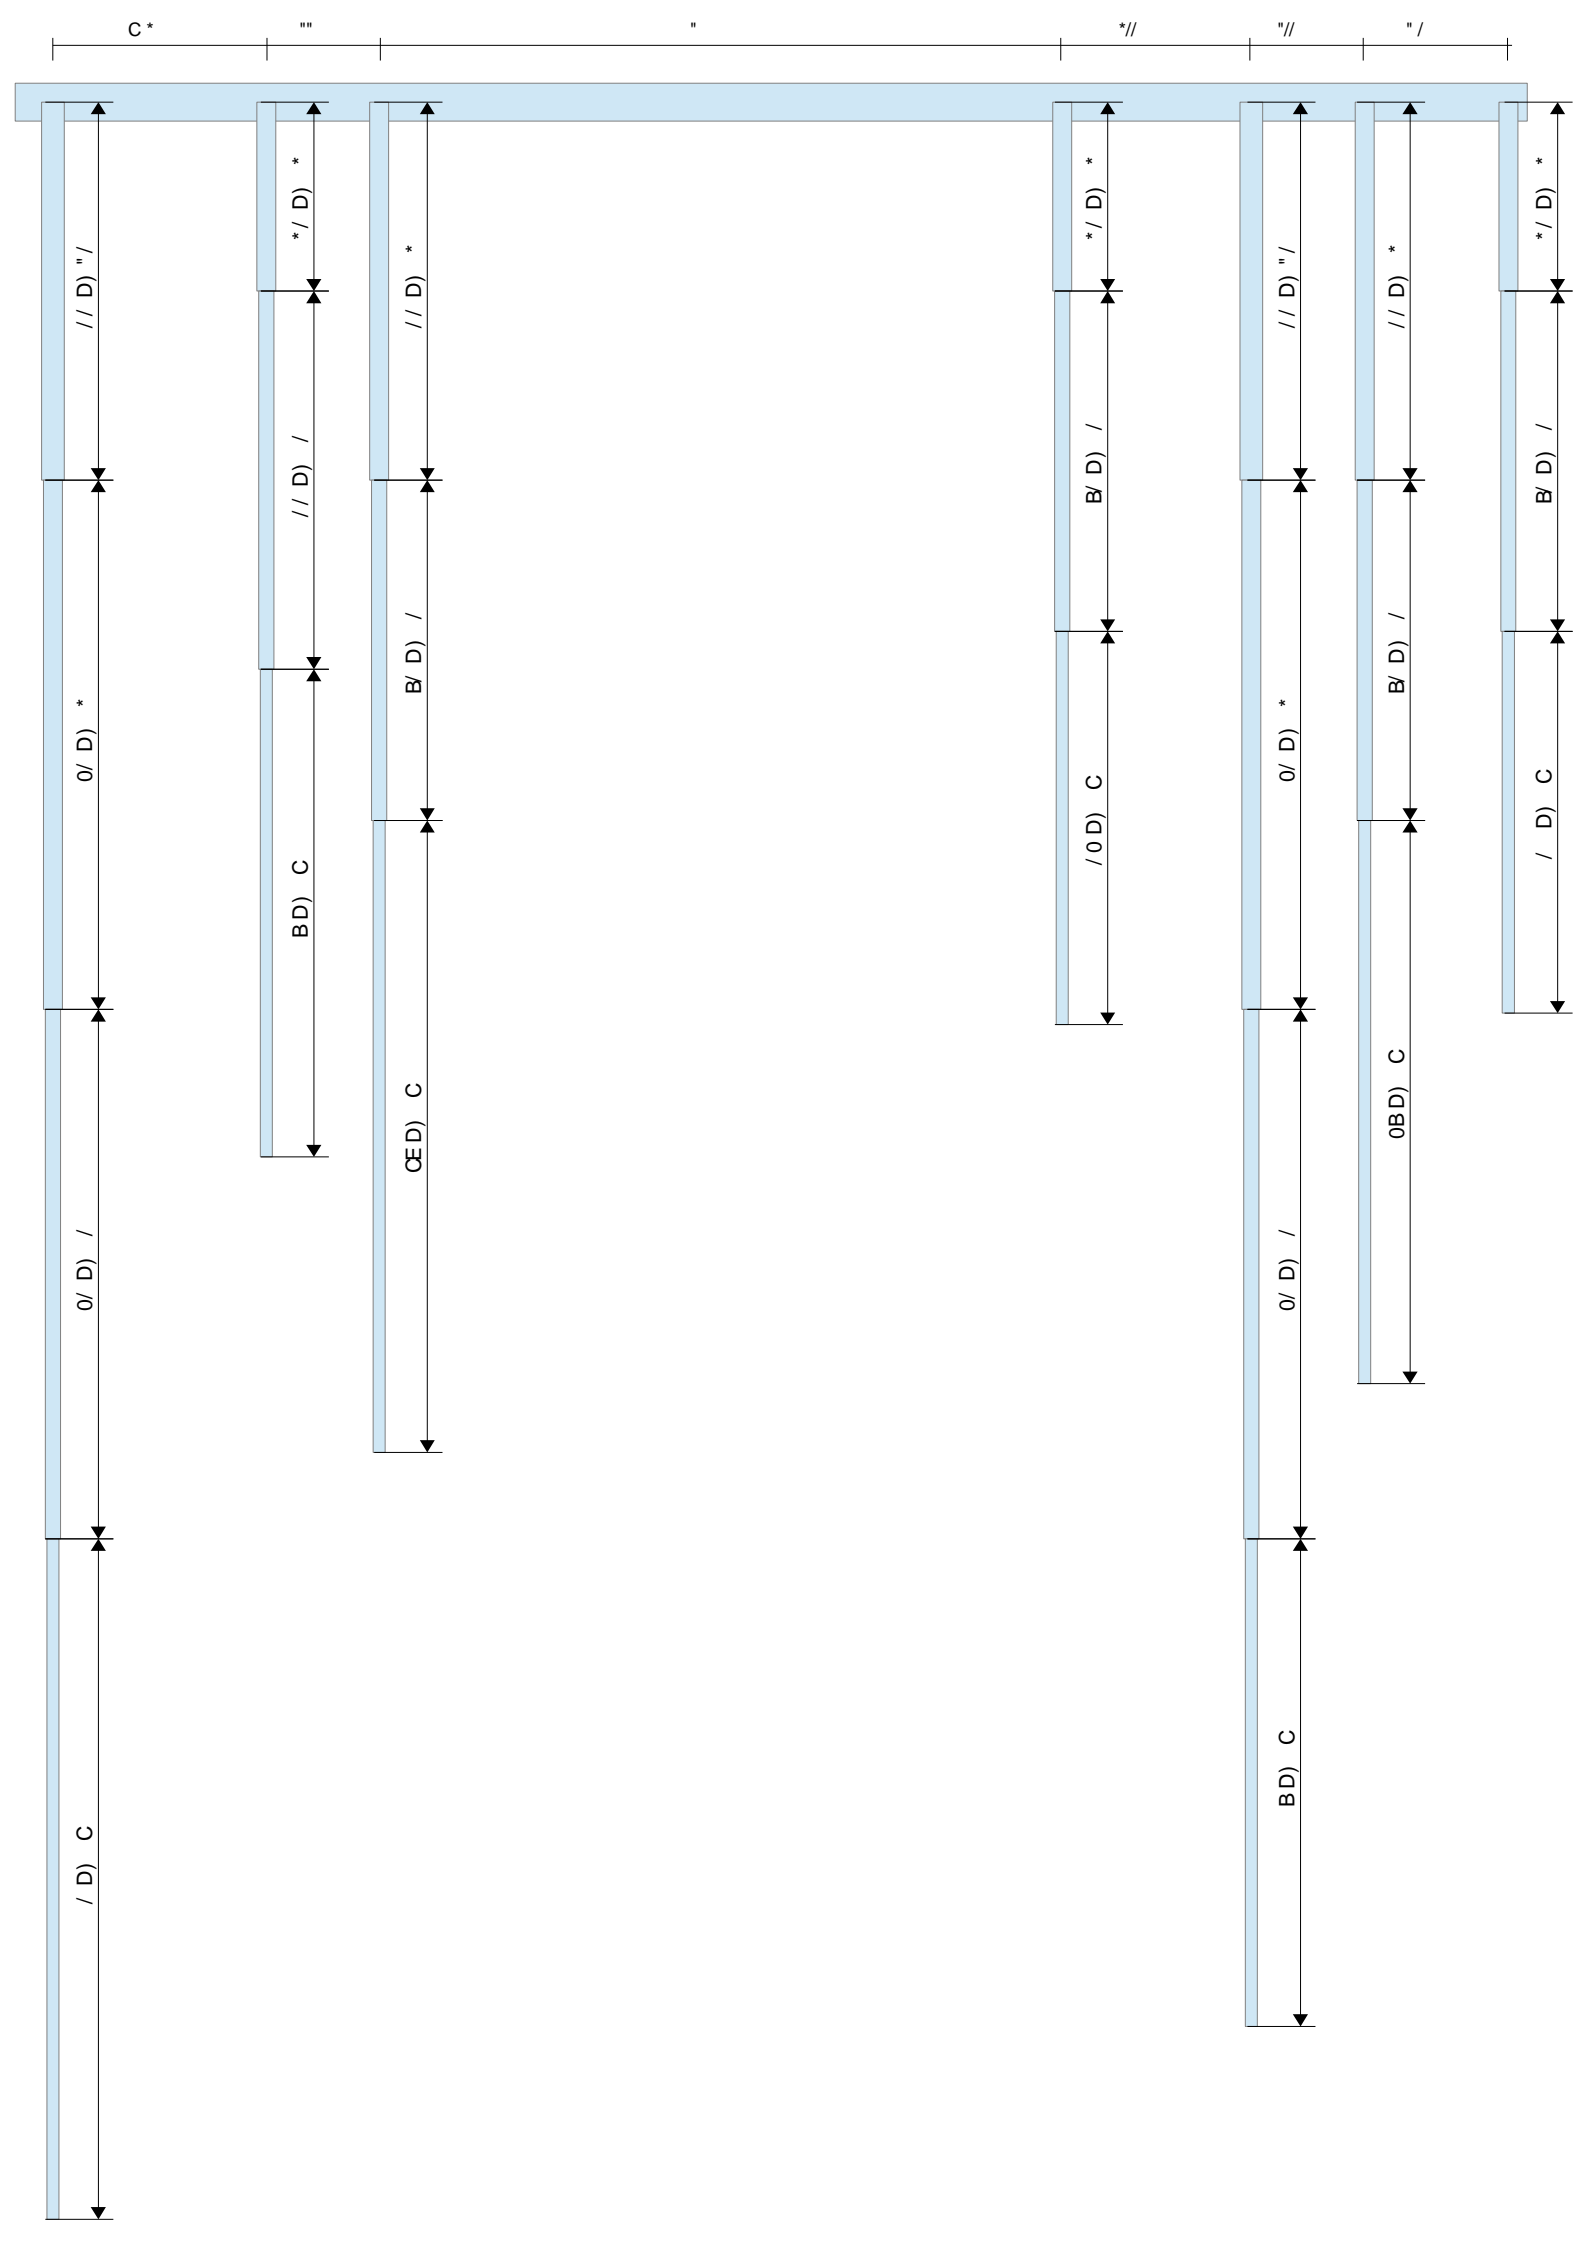 C *
""
"
*//
"//
" /
// D) "/
0/ D) *
0/ D) /
/ D) C
*/ D) *
// D) /
B D) C
// D) *
B/ D) /
CE D) C
*/ D) *
B/ D) /
/ 0 D) C
// D) "/
0/ D) *
0/ D) /
B D) C
// D) *
B/ D) /
0B D) C
*/ D) *
B/ D) /
/ D) C